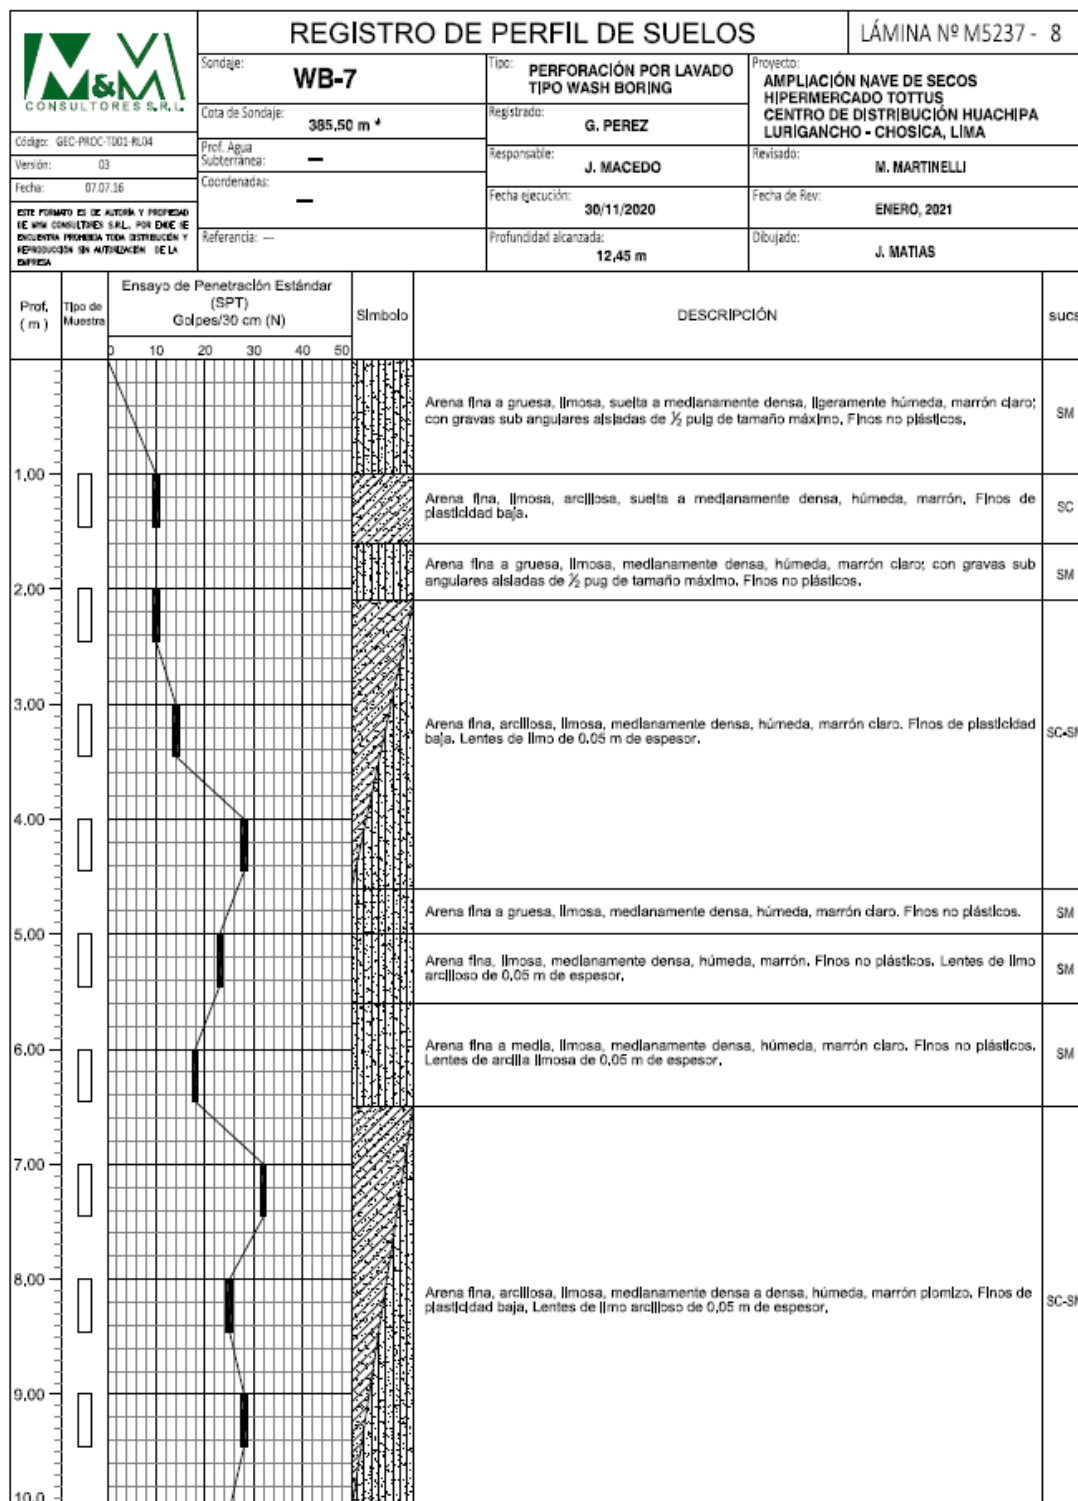 REGISTRO DE PERFIL DE SUELOS
LÁMINA Nº M5237 - 8
M&M
CONSULTORES S.R.L.
Código: GEO-PROC-T001-RL04
Versión: 03
Fecha: 07.07.16
ESTE FORMATO ES DE AUTORÍA Y PROPIEDAD
DE MYM CONSULTORES S.R.L., POR ENDE SE
ENCUENTRA PROHIBIDA TODA DISTRIBUCIÓN Y
REPRODUCCIÓN SIN AUTORIZACIÓN DE LA
EMPRESA
Sondaje:
WB-7
Cota de Sondaje:
385,50 m *
Prof. Agua
Subterránea: —
Coordenadas:
—
Referencia: ---
Tipo: PERFORACIÓN POR LAVADO
TIPO WASH BORING
Registrado:
G. PEREZ
Responsable:
J. MACEDO
Fecha ejecución:
30/11/2020
Profundidad alcanzada:
12,45 m
Proyecto:
AMPLIACIÓN NAVE DE SECOS
HIPERMERCADO TOTTUS
CENTRO DE DISTRIBUCIÓN HUACHIPA
LURIGANCHO - CHOSICA, LIMA
Revisado:
M. MARTINELLI
Fecha de Rev:
ENERO, 2021
Dibujado:
J. MATIAS
Prof.
( m )
Tipo de
Muestra
Ensayo de Penetración Estándar
(SPT)
Golpes/30 cm (N)
0 10 20 30 40 50
Símbolo
DESCRIPCIÓN
sucs
Arena fina a gruesa, limosa, suelta a medianamente densa, ligeramente húmeda, marrón claro;
con gravas sub angulares aisladas de ½ pulg de tamaño máximo. Finos no plásticos.
SM
1,00
Arena fina, limosa, arcillosa, suelta a medianamente densa, húmeda, marrón. Finos de
plasticidad baja.
SC
Arena fina a gruesa, limosa, medianamente densa, húmeda, marrón claro; con gravas sub
angulares aisladas de ½ pug de tamaño máximo. Finos no plásticos.
SM
2,00
3,00
Arena fina, arcillosa, limosa, medianamente densa, húmeda, marrón claro. Finos de plasticidad
baja. Lentes de limo de 0.05 m de espesor.
SC-SM
4,00
Arena fina a gruesa, limosa, medianamente densa, húmeda, marrón claro. Finos no plásticos.
SM
5,00
Arena fina, limosa, medianamente densa, húmeda, marrón. Finos no plásticos. Lentes de limo
arcilloso de 0,05 m de espesor.
SM
6,00
Arena fina a media, limosa, medianamente densa, húmeda, marrón claro. Finos no plásticos.
Lentes de arcilla limosa de 0,05 m de espesor.
SM
7,00
8,00
Arena fina, arcillosa, limosa, medianamente densa a densa, húmeda, marrón plomizo. Finos de
plasticidad baja. Lentes de limo arcilloso de 0,05 m de espesor.
SC-SM
9,00
10,0